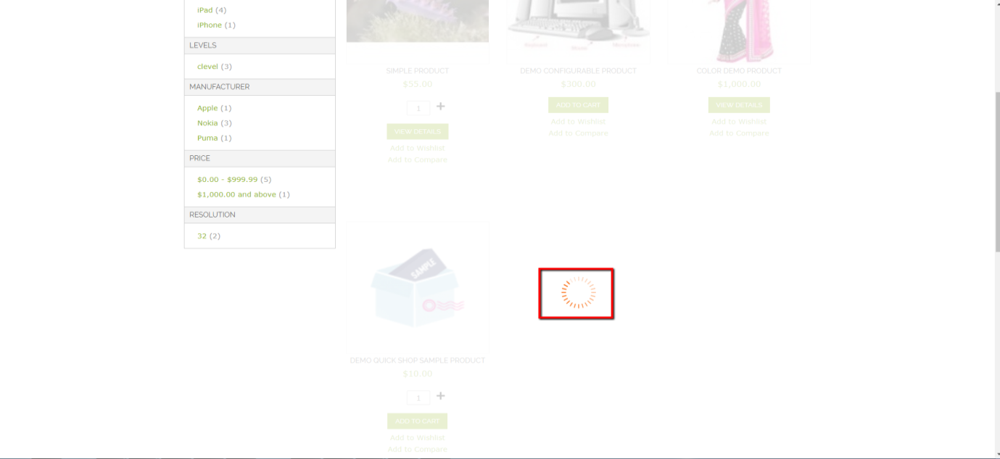 iPad (4)
iPhone (1)
LEVELS
clevel (3)
MANUFACTURER
Apple (1)
Nokia (3)
Puma (1)
PRICE
$0.00 - $999.99 (5)
$1,000.00 and above (1)
RESOLUTION
32 (2)
SIMPLE PRODUCT
$55.00
1 +
VIEW DETAILS
Add to Wishlist
Add to Compare
DEMO CONFIGURABLE PRODUCT
$300.00
ADD TO CART
Add to Wishlist
Add to Compare
COLOR DEMO PRODUCT
$1,000.00
VIEW DETAILS
Add to Wishlist
Add to Compare
SAMPLE
DEMO QUICK SHOP SAMPLE PRODUCT
$10.00
1 +
ADD TO CART
Add to Wishlist
Add to Compare